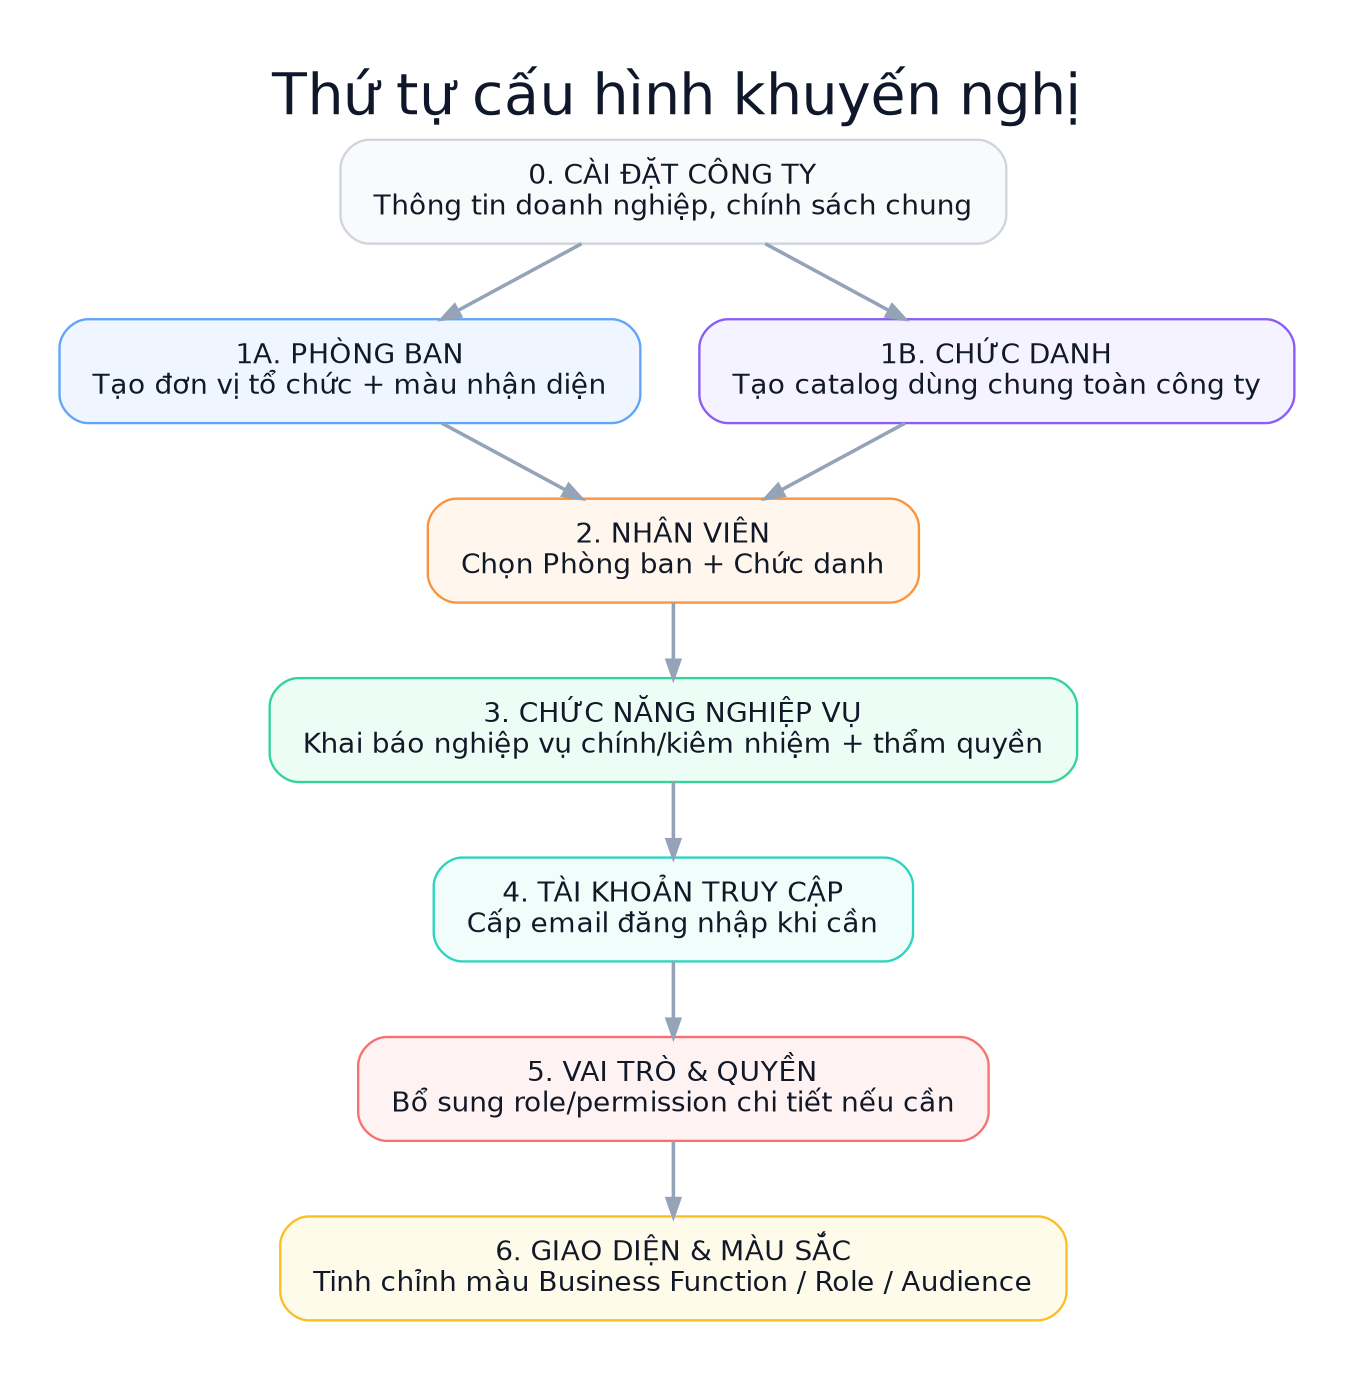 Thứ tự cấu hình khuyến nghị
0. CÀI ĐẶT CÔNG TY
Thông tin doanh nghiệp, chính sách chung
1A. PHÒNG BAN
Tạo đơn vị tổ chức + màu nhận diện
1B. CHỨC DANH
Tạo catalog dùng chung toàn công ty
2. NHÂN VIÊN
Chọn Phòng ban + Chức danh
3. CHỨC NĂNG NGHIỆP VỤ
Khai báo nghiệp vụ chính/kiêm nhiệm + thẩm quyền
4. TÀI KHOẢN TRUY CẬP
Cấp email đăng nhập khi cần
5. VAI TRÒ & QUYỀN
Bổ sung role/permission chi tiết nếu cần
6. GIAO DIỆN & MÀU SẮC
Tinh chỉnh màu Business Function / Role / Audience